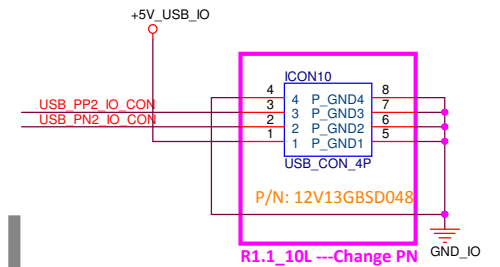 +5V_USB_IO
ICON10
4 4 P_GND4 8
USB_PP2_IO_CON 3 3 P_GND3 7
USB_PN2_IO_CON 2 2 P_GND2 6
1 1 P_GND1 5
USB_CON_4P
P/N: 12V13GBSD048
GND_IO
R1.1_10L ---Change PN